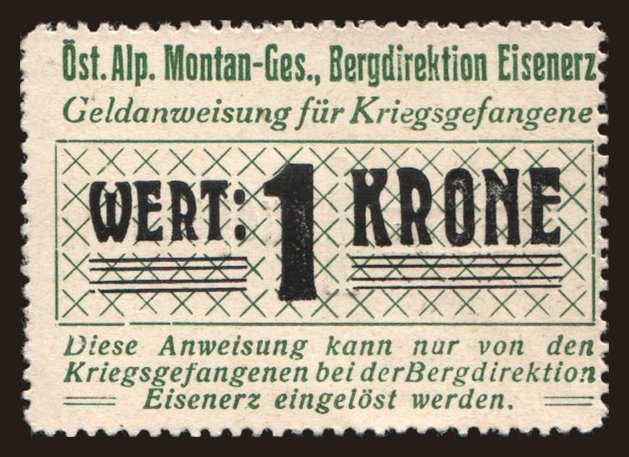 Öst. Alp. Montan-Ges., Bergdirektion Eisenerz
Geldanweisung für Kriegsgefangene
WERT: 1 KRONE
Diese Anweisung kann nur von den
Kriegsgefangenen bei der Bergdirektion
Eisenerz eingelöst werden.